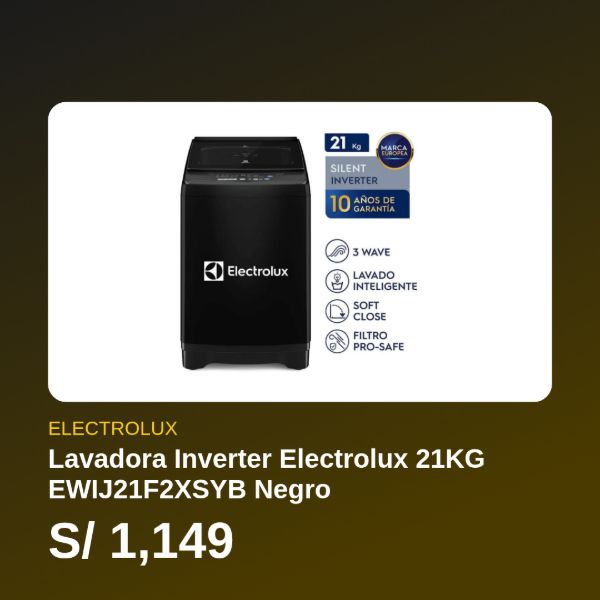 21 Kg
MARCA
EUROPEA
SILENT
INVERTER
10 AÑOS DE
GARANTÍA
Electrolux
3 WAVE
LAVADO
INTELIGENTE
SOFT
CLOSE
FILTRO
PRO-SAFE
ELECTROLUX
Lavadora Inverter Electrolux 21KG
EWIJ21F2XSYB Negro
S/ 1,149